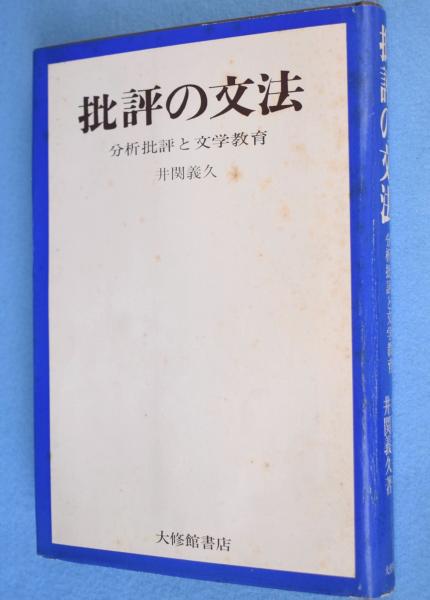 批評の文法
分析批評と文学教育
井関義久
大修館書店
批評の文法
分析批評と文学教育
井関義久著